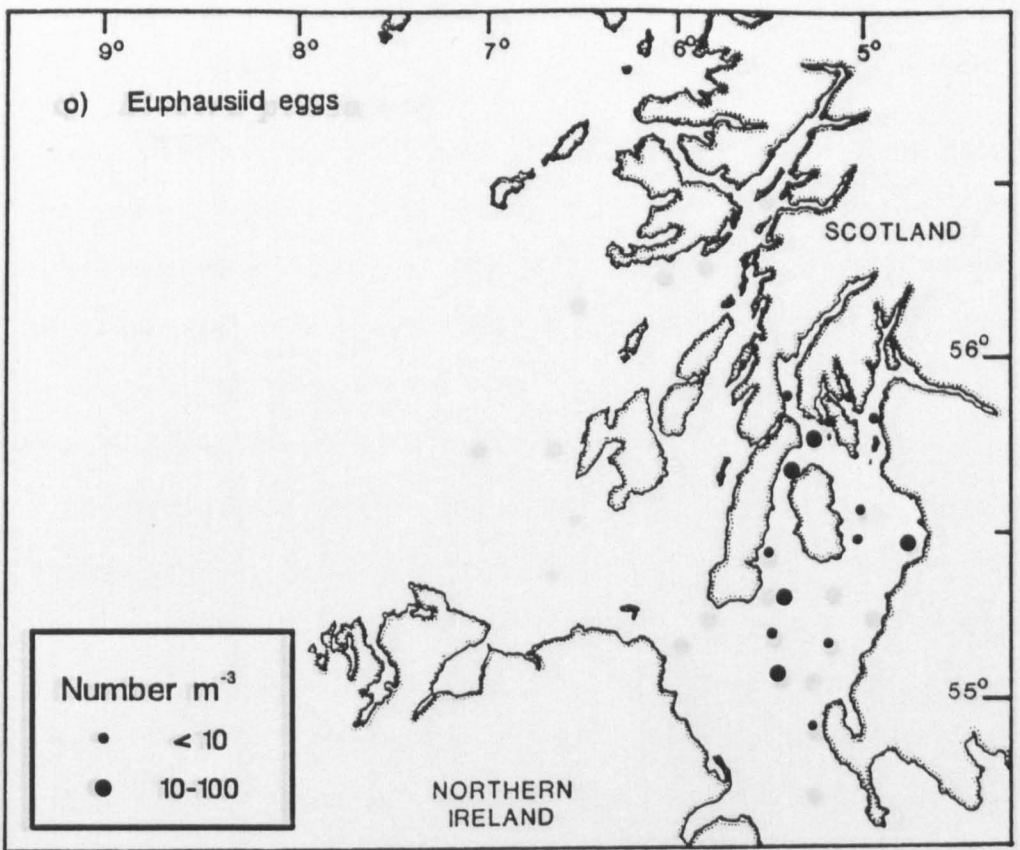 9° 8° 7° 6° 5°
o) Euphausiid eggs
SCOTLAND
56°
55°
Number m⁻³
< 10
10-100
NORTHERN
IRELAND